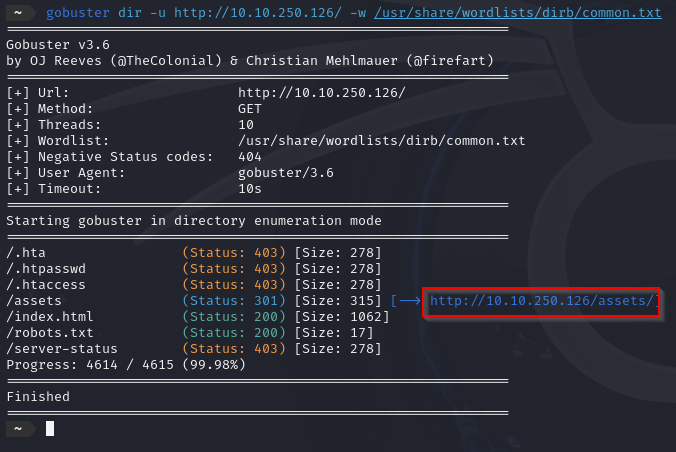 ~ gobuster dir -u http://10.10.250.126/ -w /usr/share/wordlists/dirb/common.txt
===============================================================
Gobuster v3.6
by OJ Reeves (@TheColonial) & Christian Mehlmauer (@firefart)
===============================================================
[+] Url:                     http://10.10.250.126/
[+] Method:                  GET
[+] Threads:                 10
[+] Wordlist:                /usr/share/wordlists/dirb/common.txt
[+] Negative Status codes:   404
[+] User Agent:              gobuster/3.6
[+] Timeout:                 10s
===============================================================
Starting gobuster in directory enumeration mode
===============================================================
/.hta                 (Status: 403) [Size: 278]
/.htpasswd            (Status: 403) [Size: 278]
/.htaccess            (Status: 403) [Size: 278]
/assets               (Status: 301) [Size: 315] [--> http://10.10.250.126/assets/]
/index.html           (Status: 200) [Size: 1062]
/robots.txt           (Status: 200) [Size: 17]
/server-status        (Status: 403) [Size: 278]
Progress: 4614 / 4615 (99.98%)
===============================================================
Finished
===============================================================
~